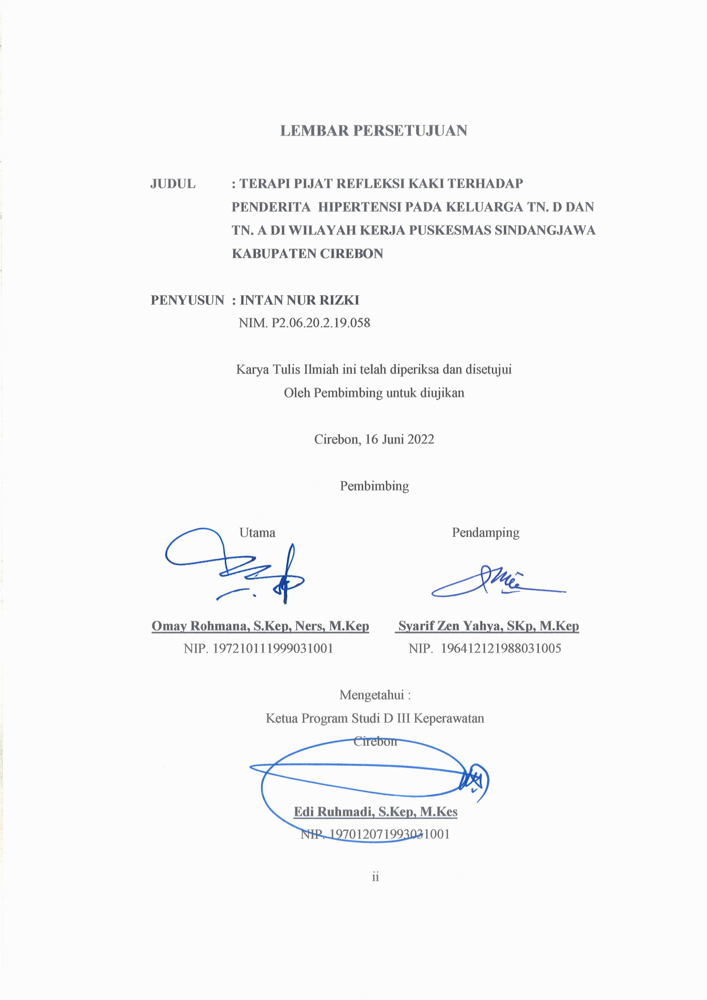 LEMBAR PERSETUJUAN
JUDUL : TERAPI PIJAT REFLEKSI KAKI TERHADAP
PENDERITA HIPERTENSI PADA KELUARGA TN. D DAN
TN. A DI WILAYAH KERJA PUSKESMAS SINDANGJAWA
KABUPATEN CIREBON
PENYUSUN : INTAN NUR RIZKI
NIM. P2.06.20.2.19.058
Karya Tulis Ilmiah ini telah diperiksa dan disetujui
Oleh Pembimbing untuk diujikan
Cirebon, 16 Juni 2022
Pembimbing
Utama Pendamping
Omay Rohmana, S.Kep, Ners, M.Kep Syarif Zen Yahya, SKp, M.Kep
NIP. 197210111999031001 NIP. 196412121988031005
Mengetahui :
Ketua Program Studi D III Keperawatan
Cirebon
Edi Ruhmadi, S.Kep, M.Kes
NIP. 197012071993031001
ii